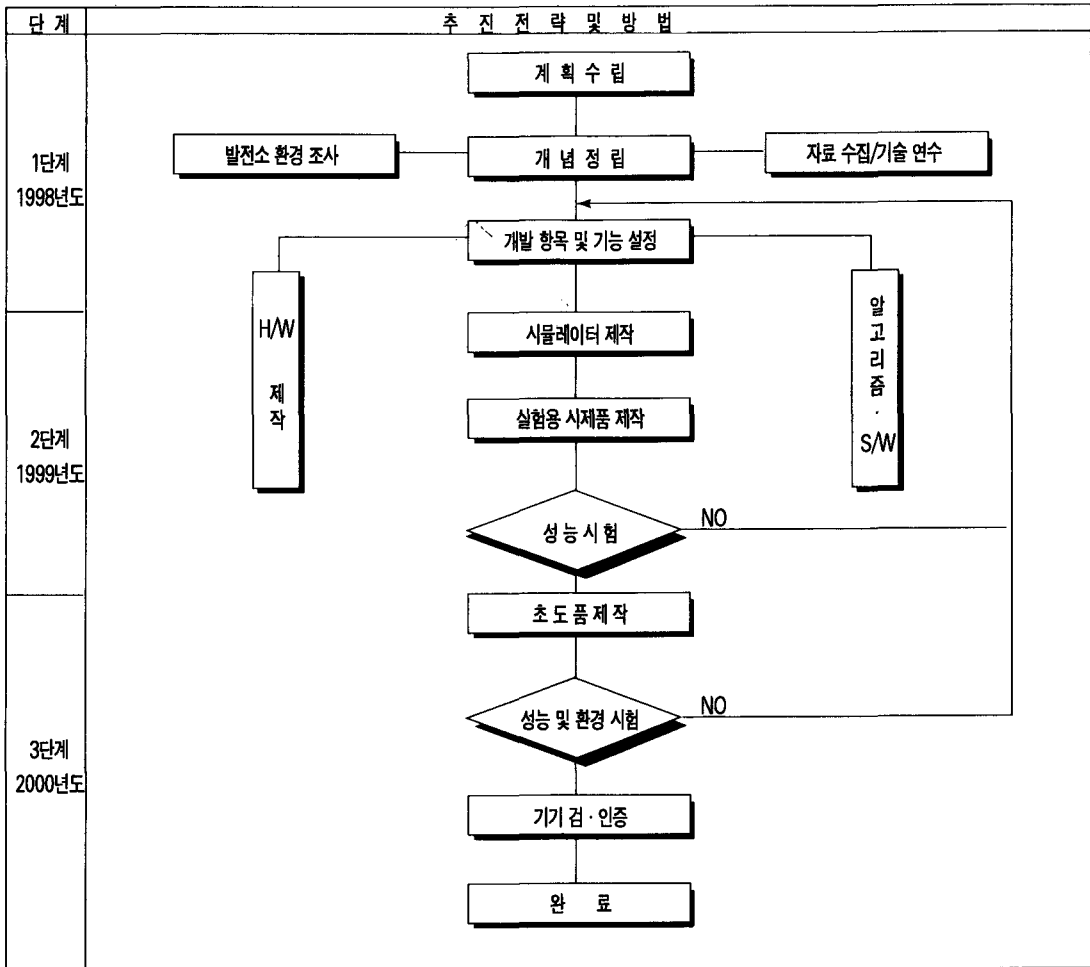 단 계
추 진 전 략 및 방 법
1단계
1998년도
계 획 수 립
발전소 환경 조사
개 념 정 립
자료 수집/기술 연수
개발 항목 및 기능 설정
H/W 제작
알고리즘 · S/W
2단계
1999년도
시뮬레이터 제작
실험용 시제품 제작
성 능 시 험
NO
3단계
2000년도
초 도 품 제 작
성능 및 환경 시험
NO
기기 검 · 인증
완 료